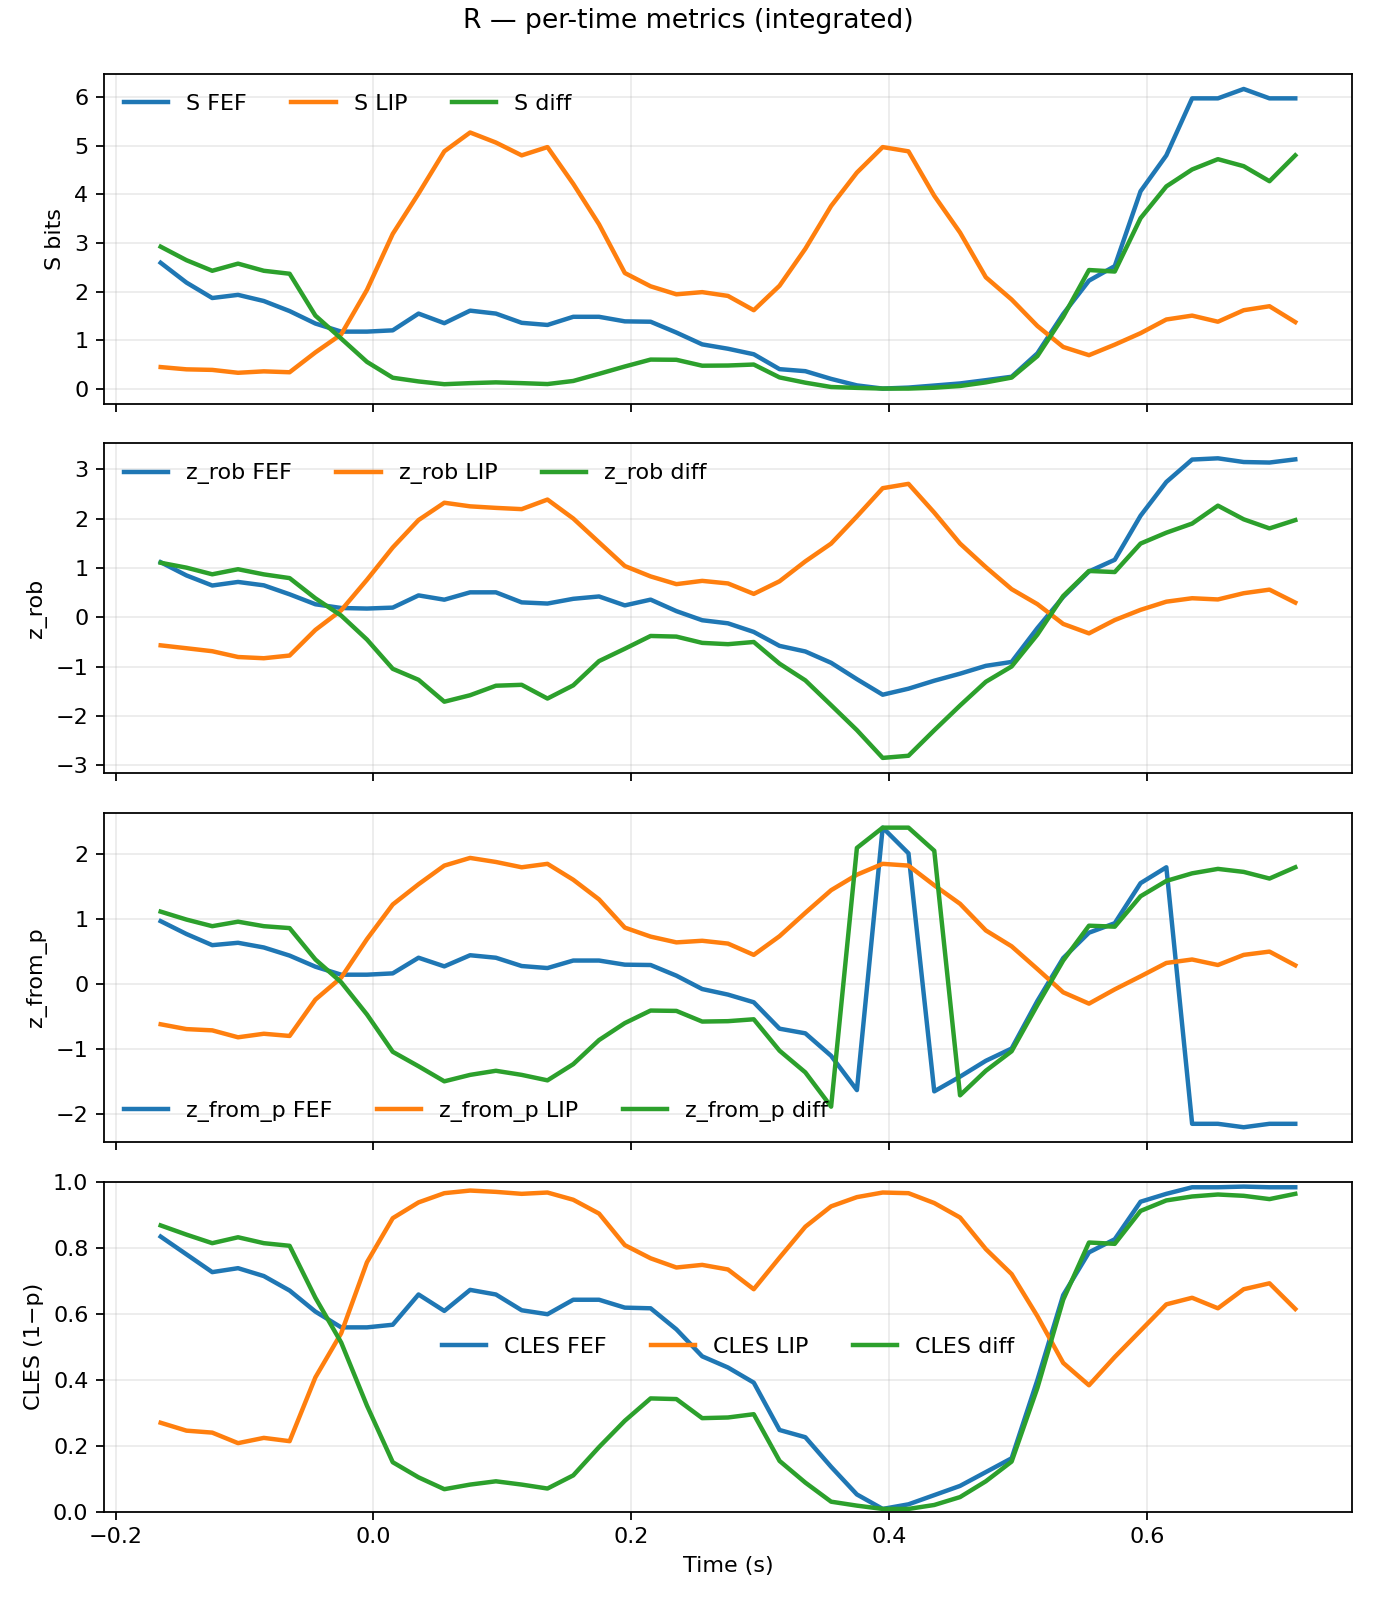 R — per-time metrics (integrated)
S FEF S LIP S diff
6
5
4
3
2
1
0
S bits
z_rob FEF z_rob LIP z_rob diff
3
2
1
0
−1
−2
−3
z_rob
2
1
0
−1
−2
z_from_p
z_from_p FEF z_from_p LIP z_from_p diff
1.0
0.8
0.6
0.4
0.2
0.0
CLES (1−p)
CLES FEF CLES LIP CLES diff
−0.2 0.0 0.2 0.4 0.6
Time (s)